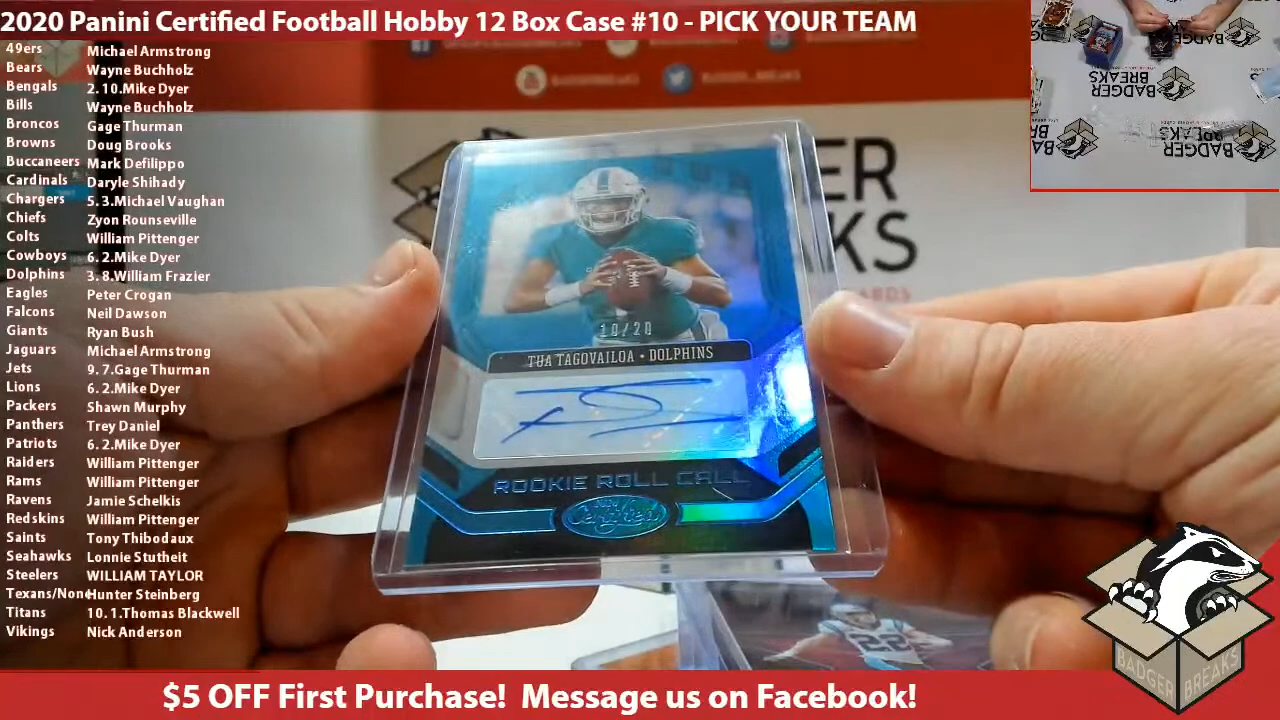 2020 Panini Certified Football Hobby 12 Box Case #10 - PICK YOUR TEAM
49ers Michael Armstrong
Bears Wayne Buchholz
Bengals 2. 10.Mike Dyer
Bills Wayne Buchholz
Broncos Gage Thurman
Browns Doug Brooks
Buccaneers Mark Defilippo
Cardinals Daryle Shihady
Chargers 5. 3.Michael Vaughan
Chiefs Zyon Rounseville
Colts William Pittenger
Cowboys 6. 2.Mike Dyer
Dolphins 3. 8.William Frazier
Eagles Peter Crogan
Falcons Neil Dawson
Giants Ryan Bush
Jaguars Michael Armstrong
Jets 9. 7.Gage Thurman
Lions 6. 2.Mike Dyer
Packers Shawn Murphy
Panthers Trey Daniel
Patriots 6. 2.Mike Dyer
Raiders William Pittenger
Rams William Pittenger
Ravens Jamie Schelkis
Redskins William Pittenger
Saints Tony Thibodaux
Seahawks Lonnie Stutheit
Steelers WILLIAM TAYLOR
Texans/None Hunter Steinberg
Titans 10. 1.Thomas Blackwell
Vikings Nick Anderson
10/20
TUA TAGOVAILOA • DOLPHINS
ROOKIE ROLL CALL
Certified
ER
KS
BADGER
BREAKS
BADGER
BADGER BREAKS
$5 OFF First Purchase! Message us on Facebook!